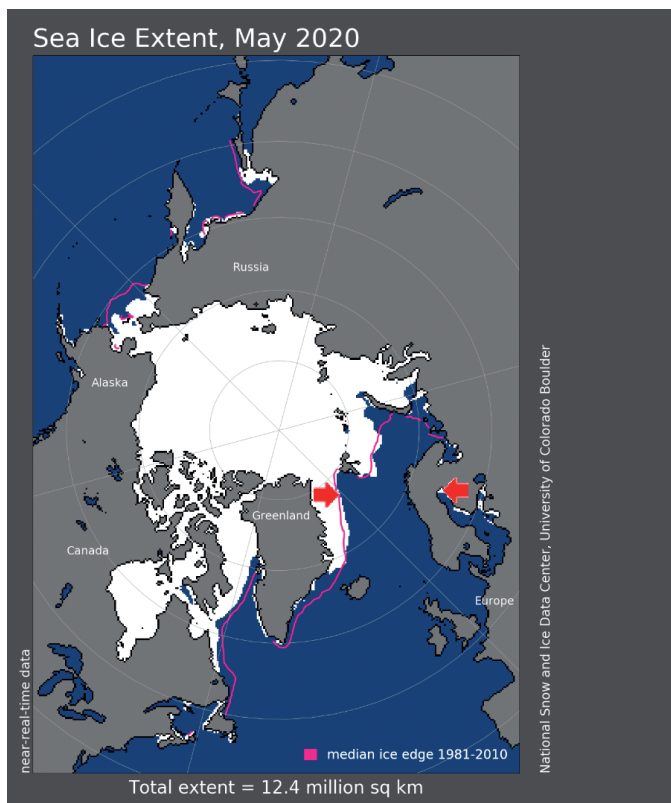 Sea Ice Extent, May 2020
Russia
Alaska
Greenland
Canada
Europe
near-real-time data
National Snow and Ice Data Center, University of Colorado Boulder
median ice edge 1981-2010
Total extent = 12.4 million sq km